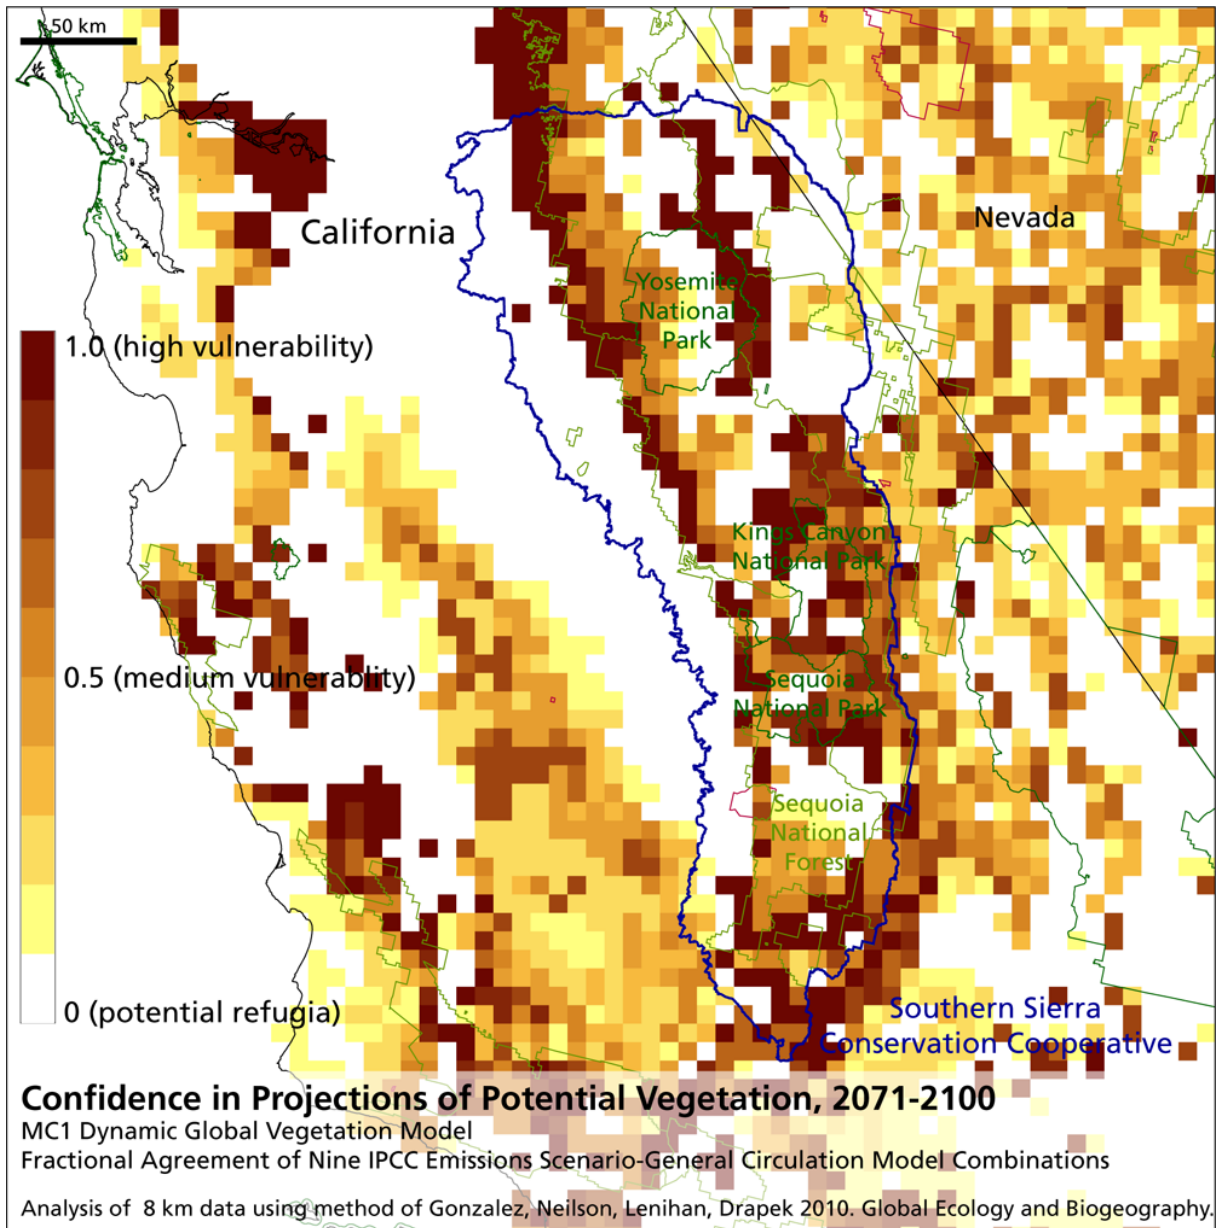 50 km
California
Nevada
Yosemite
National
Park
1.0 (high vulnerability)
Kings Canyon
National Park
0.5 (medium vulnerablity)
Sequoia
National Park
Sequoia
National
Forest
0 (potential refugia)
Southern Sierra
Conservation Cooperative
Confidence in Projections of Potential Vegetation, 2071-2100
MC1 Dynamic Global Vegetation Model
Fractional Agreement of Nine IPCC Emissions Scenario-General Circulation Model Combinations
Analysis of 8 km data using method of Gonzalez, Neilson, Lenihan, Drapek 2010. Global Ecology and Biogeography.